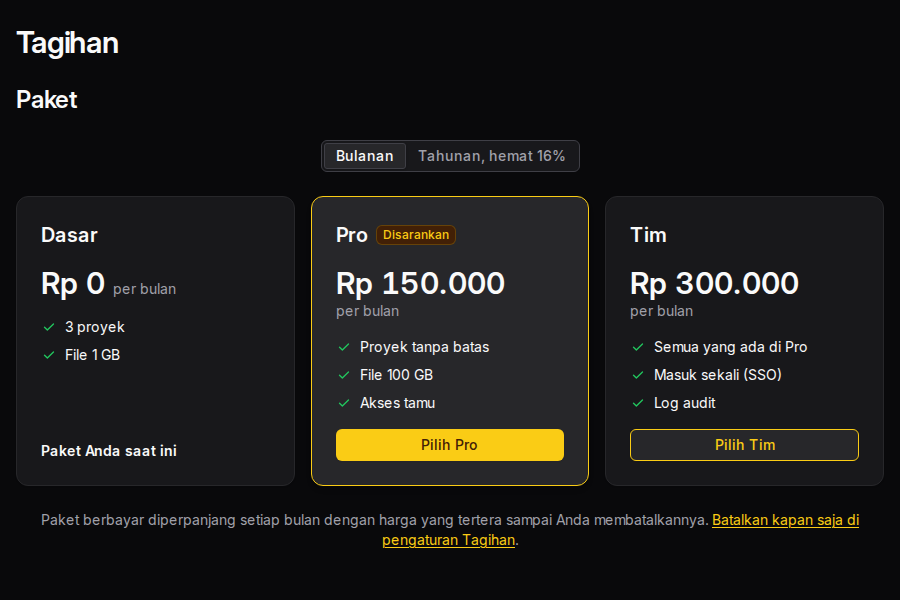 Tagihan
Paket
Bulanan
Tahunan, hemat 16%
Dasar
Rp 0 per bulan
3 proyek
File 1 GB
Paket Anda saat ini
Pro Disarankan
Rp 150.000
per bulan
Proyek tanpa batas
File 100 GB
Akses tamu
Pilih Pro
Tim
Rp 300.000
per bulan
Semua yang ada di Pro
Masuk sekali (SSO)
Log audit
Pilih Tim
Paket berbayar diperpanjang setiap bulan dengan harga yang tertera sampai Anda membatalkannya. Batalkan kapan saja di
pengaturan Tagihan.